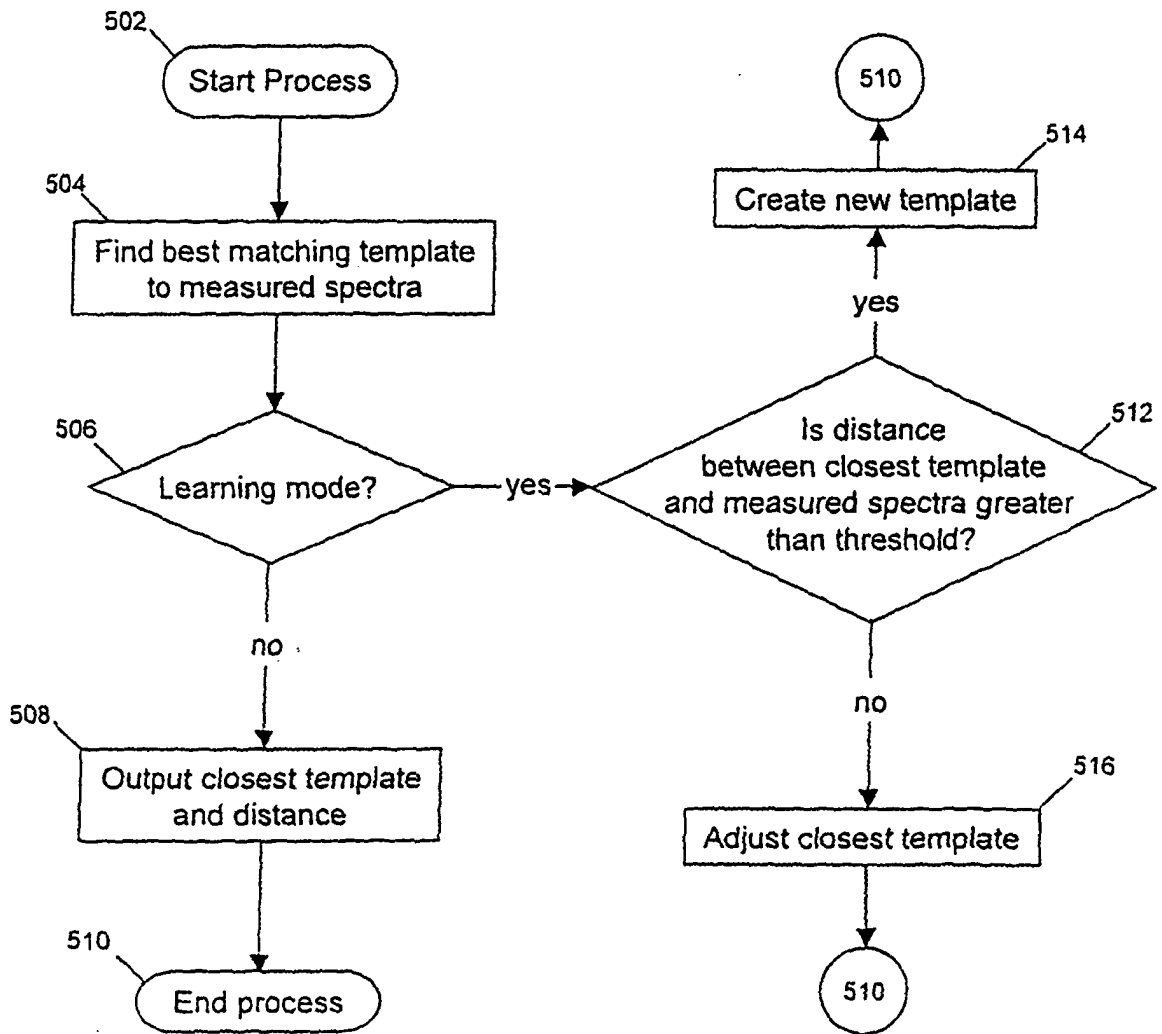 502
Start Process
504
Find best matching template
to measured spectra
506
Learning mode?
yes
no
508
Output closest template
and distance
510
End process
510
514
Create new template
yes
512
Is distance
between closest template
and measured spectra greater
than threshold?
no
516
Adjust closest template
510